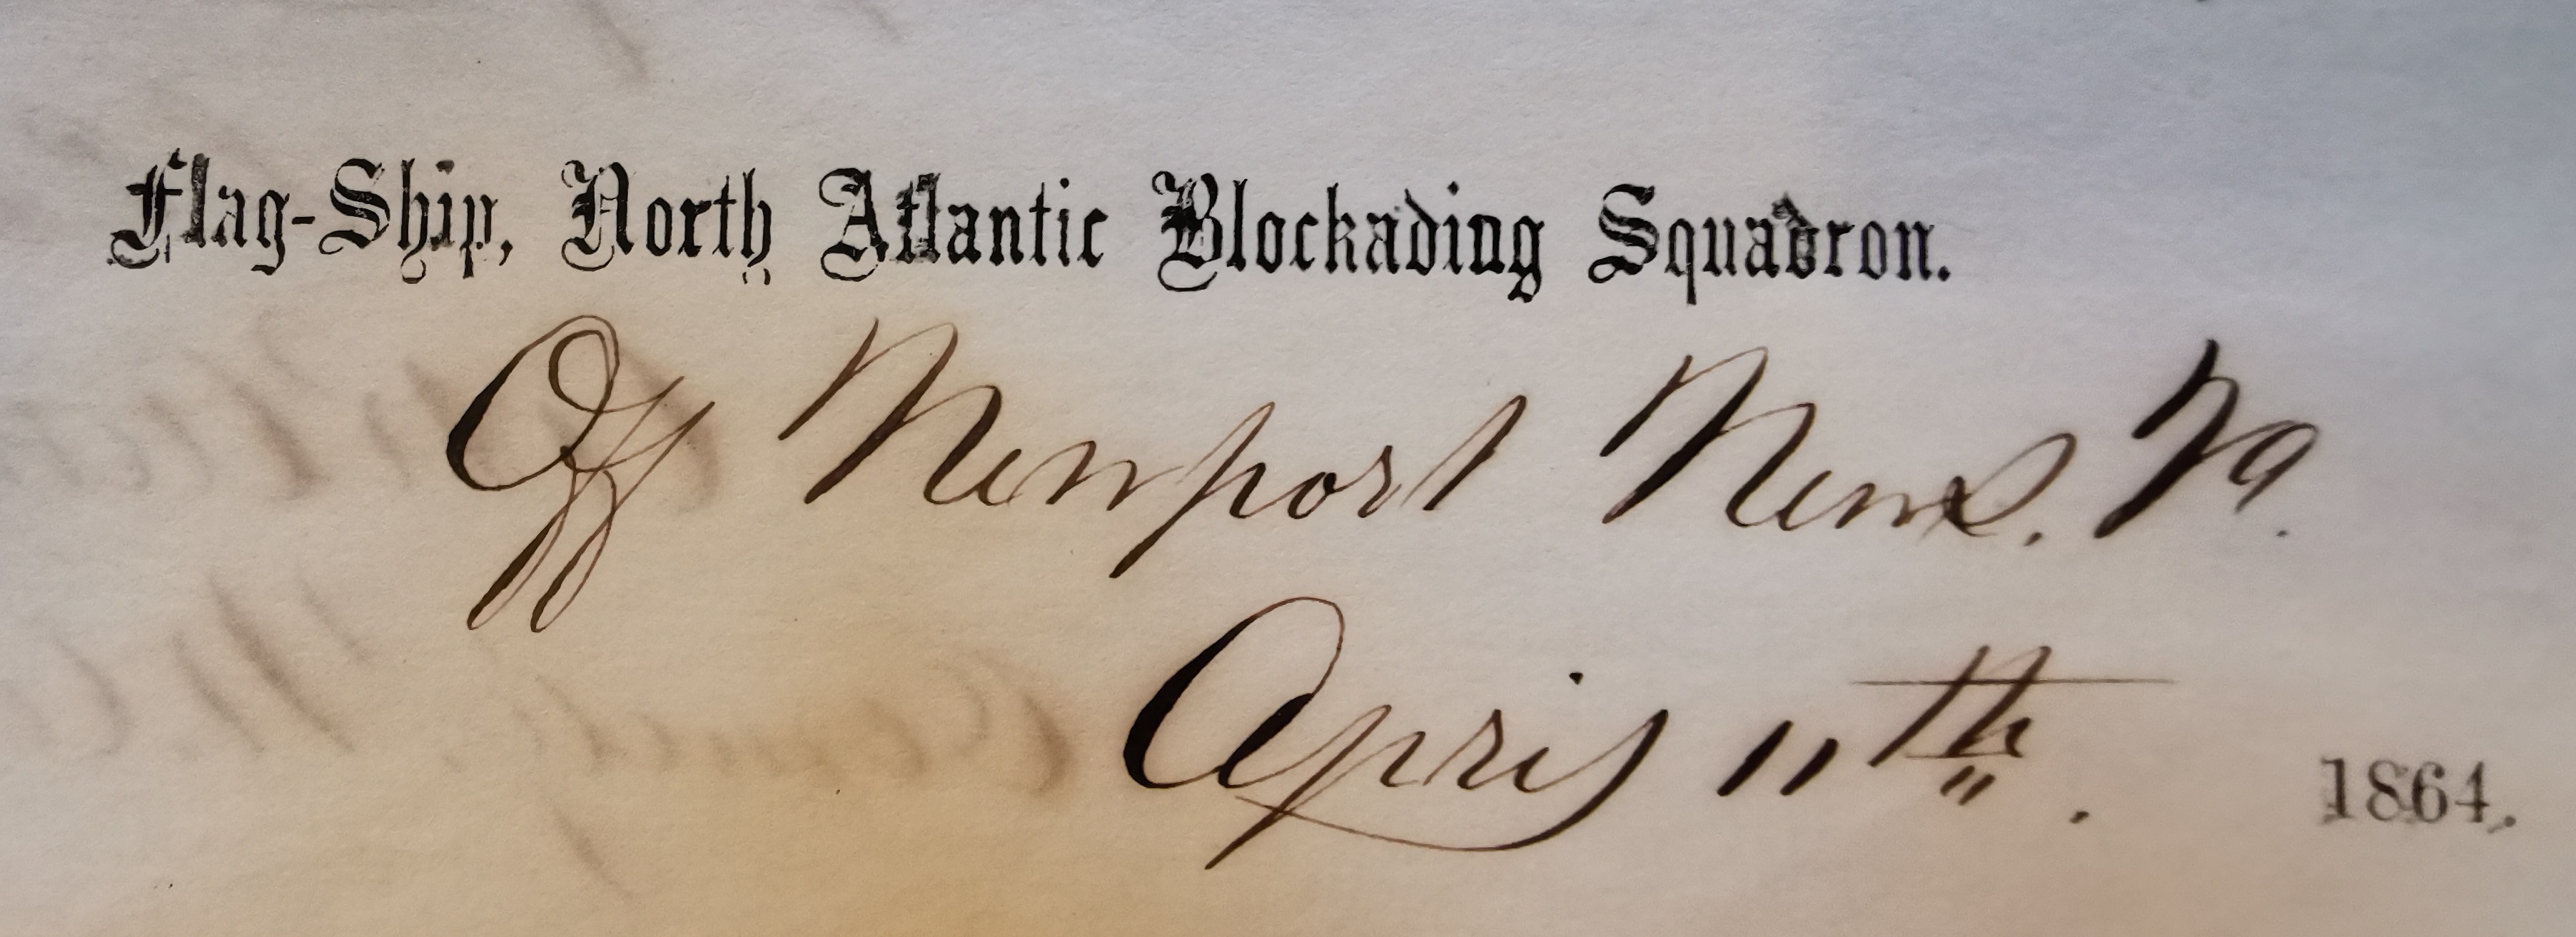 Flag-Ship, North Atlantic Blockading Squadron.
Off Newport News. Va.
April 11th. 1864.